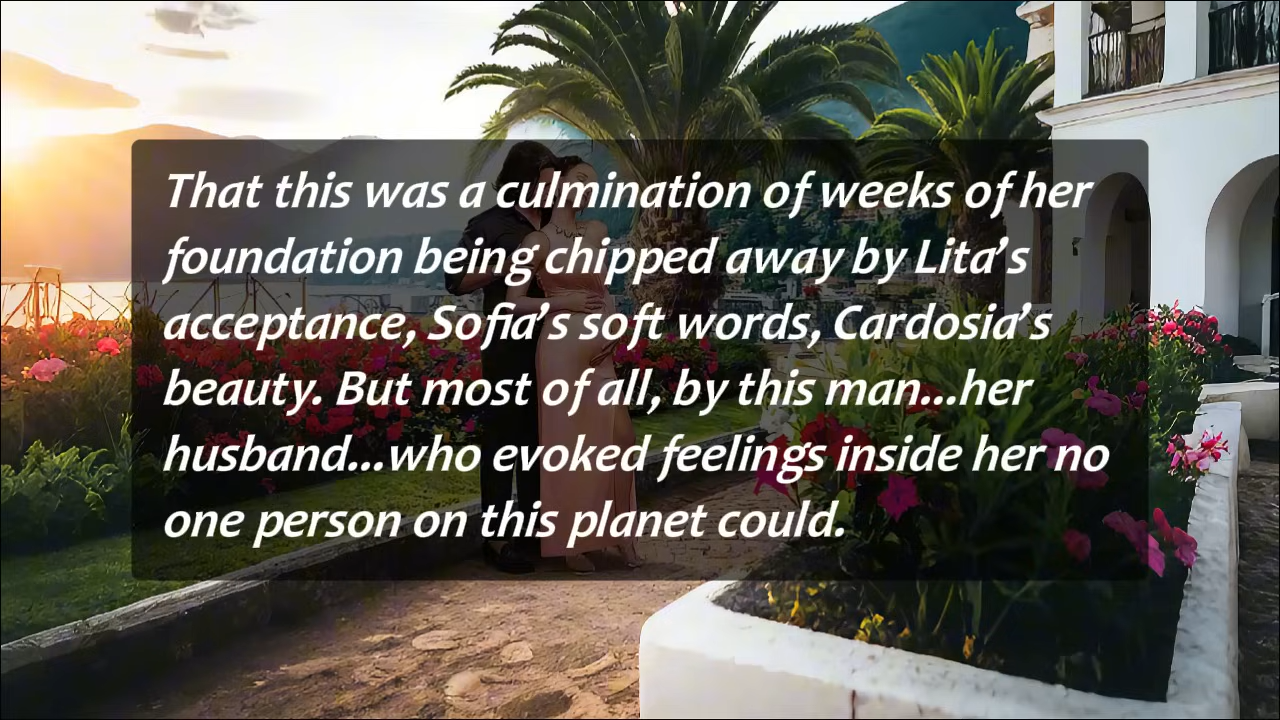 That this was a culmination of weeks of her
foundation being chipped away by Lita’s
acceptance, Sofia’s soft words, Cardosia’s
beauty. But most of all, by this man...her
husband...who evoked feelings inside her no
one person on this planet could.